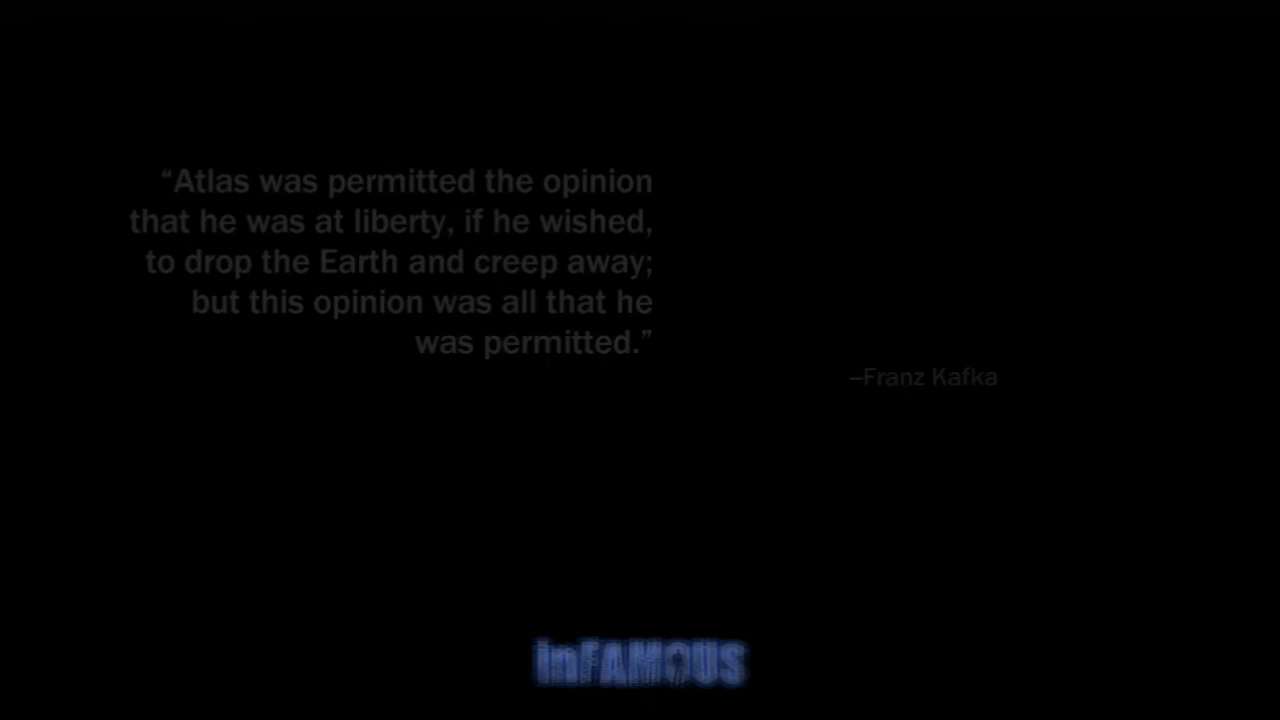 “Atlas was permitted the opinion
that he was at liberty, if he wished,
to drop the Earth and creep away;
but this opinion was all that he
was permitted.”
–Franz Kafka
inFAMOUS